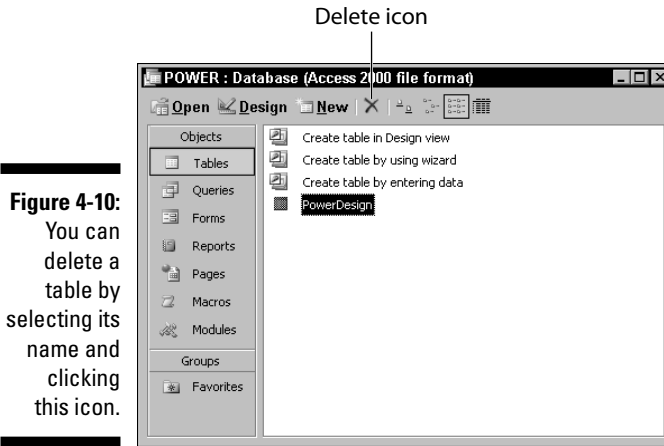 Delete icon
POWER : Database (Access 2000 file format)
Open Design New
Objects
Tables
Queries
Forms
Reports
Pages
Macros
Modules
Groups
Favorites
Create table in Design view
Create table by using wizard
Create table by entering data
PowerDesign
Figure 4-10:
You can
delete a
table by
selecting its
name and
clicking
this icon.